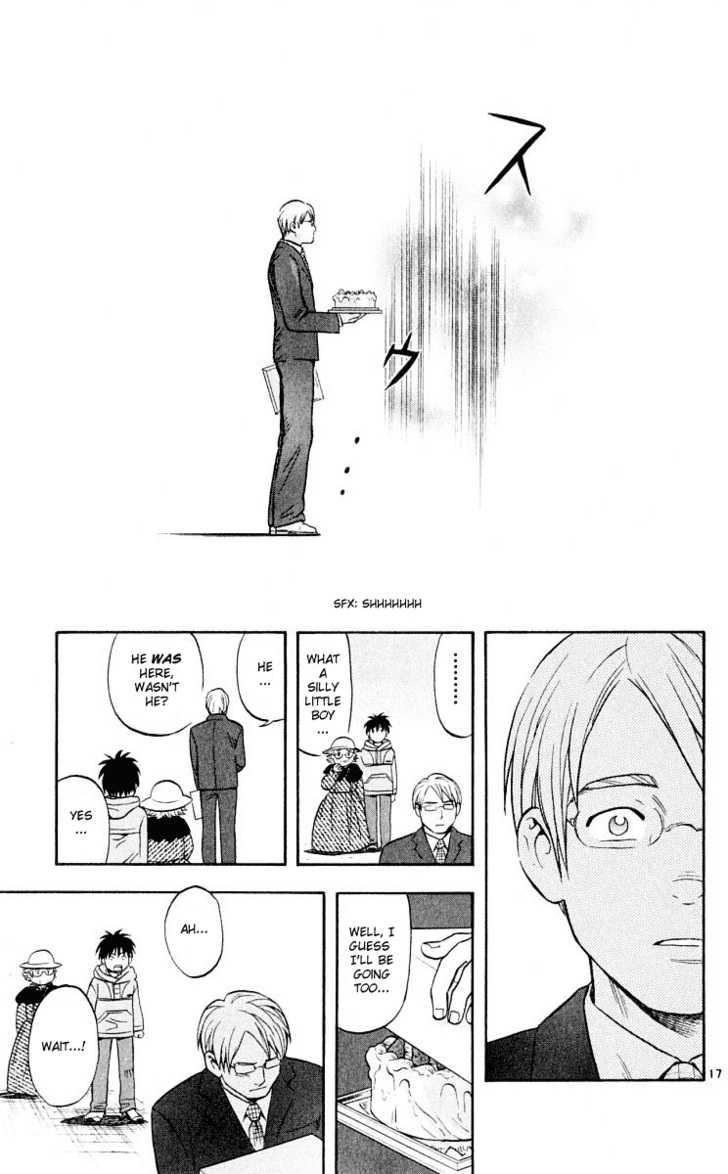 ス
ゥ
SFX: SHHHHHHH
.........
WHAT
A
SILLY
LITTLE
BOY
...
HE
...
HE WAS
HERE,
WASN'T
HE?
YES
...
WELL, I
GUESS
I'LL BE
GOING
TOO...
AH...
WAIT...!
17